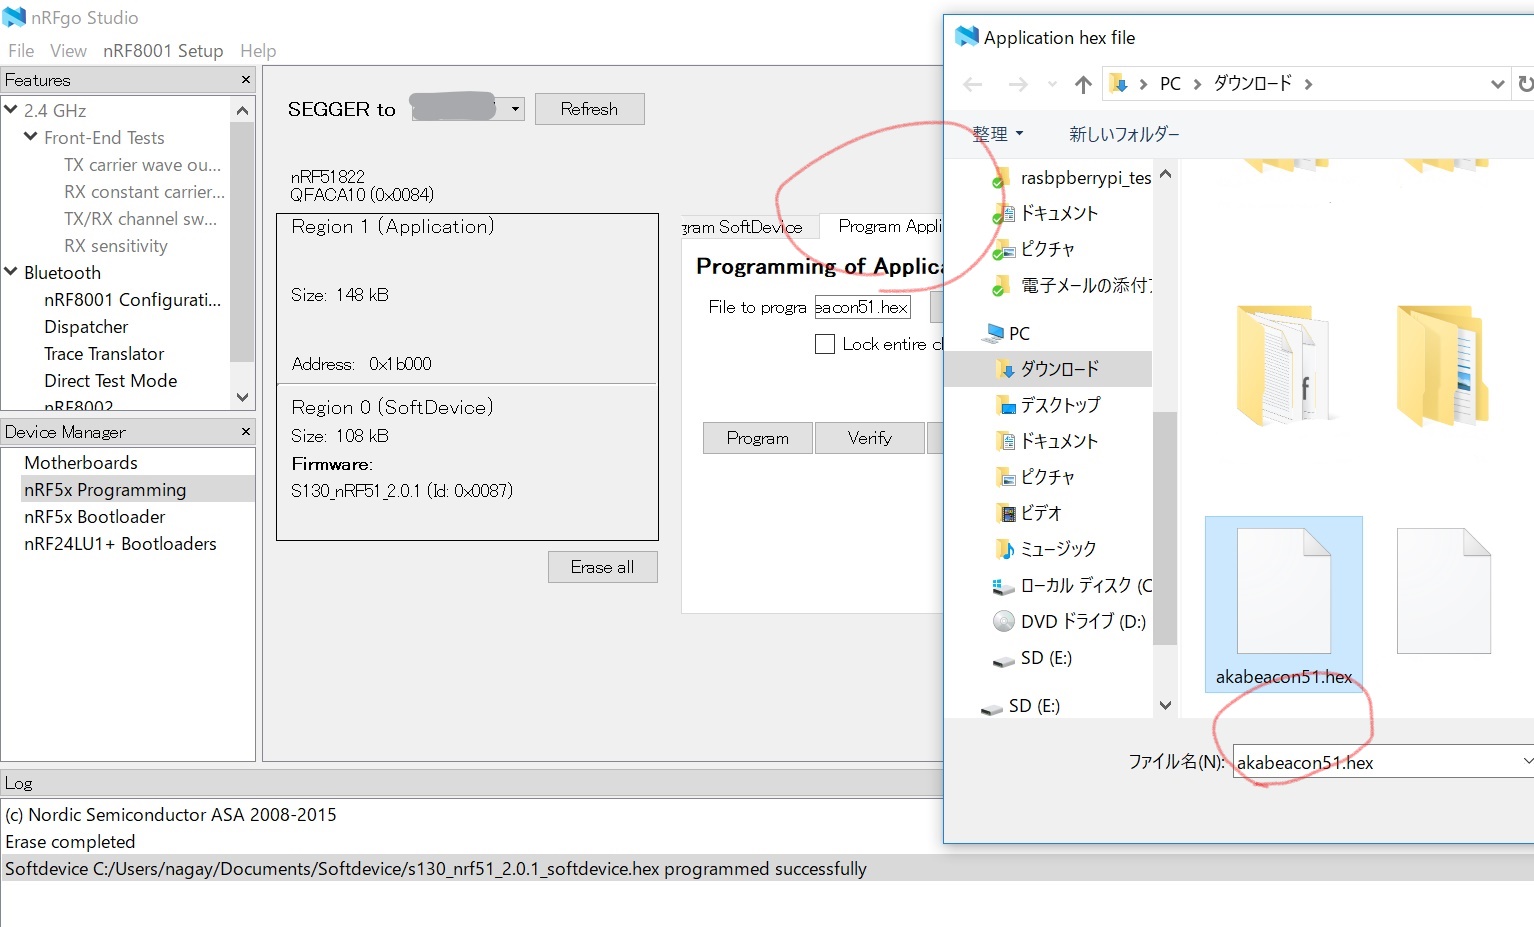 nRFgo Studio
File View nRF8001 Setup Help
Features ×
2.4 GHz
Front-End Tests
TX carrier wave ou...
RX constant carrier...
TX/RX channel sw...
RX sensitivity
Bluetooth
nRF8001 Configurati...
Dispatcher
Trace Translator
Direct Test Mode
nRF8002
Device Manager ×
Motherboards
nRF5x Programming
nRF5x Bootloader
nRF24LU1+ Bootloaders
SEGGER to
Refresh
nRF51822
QFACA10 (0x0084)
Region 1 (Application)
Size: 148 kB
Address: 0x1b000
Region 0 (SoftDevice)
Size: 108 kB
Firmware:
S130_nRF51_2.0.1 (Id: 0x0087)
Erase all
gram SoftDevice Program Appli
Programming of Applica
File to progra eacon51.hex
Lock entire c
Program Verify
Log
(c) Nordic Semiconductor ASA 2008-2015
Erase completed
Softdevice C:/Users/nagay/Documents/Softdevice/s130_nrf51_2.0.1_softdevice.hex programmed successfully
Application hex file
PC ダウンロード
整理 新しいフォルダー
rasbpberrypi_tes
ドキュメント
ピクチャ
電子メールの添付フ
PC
ダウンロード
デスクトップ
ドキュメント
ピクチャ
ビデオ
ミュージック
ローカル ディスク (C
DVD ドライブ (D:)
SD (E:)
SD (E:)
akabeacon51.hex
ファイル名(N): akabeacon51.hex